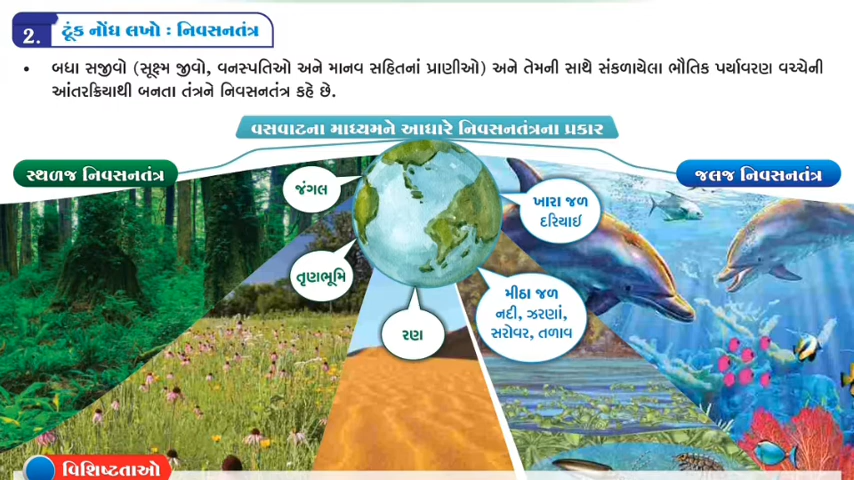 2. ટૂંક નોંધ લખો : નિવસનતંત્ર
• બધા સજીવો (સૂક્ષ્મ જીવો, વનસ્પતિઓ અને માનવ સહિતનાં પ્રાણીઓ) અને તેમની સાથે સંકળાયેલા ભૌતિક પર્યાવરણ વચ્ચેની
આંતરક્રિયાથી બનતા તંત્રને નિવસનતંત્ર કહે છે.
વસવાટના માધ્યમને આધારે નિવસનતંત્રના પ્રકાર
સ્થળજ નિવસનતંત્ર
જલજ નિવસનતંત્ર
જંગલ
તૃણભૂમિ
રણ
ખારા જળ
દરિયાઈ
મીઠા જળ
નદી, ઝરણાં,
સરોવર, તળાવ
વિશિષ્ટતાઓ